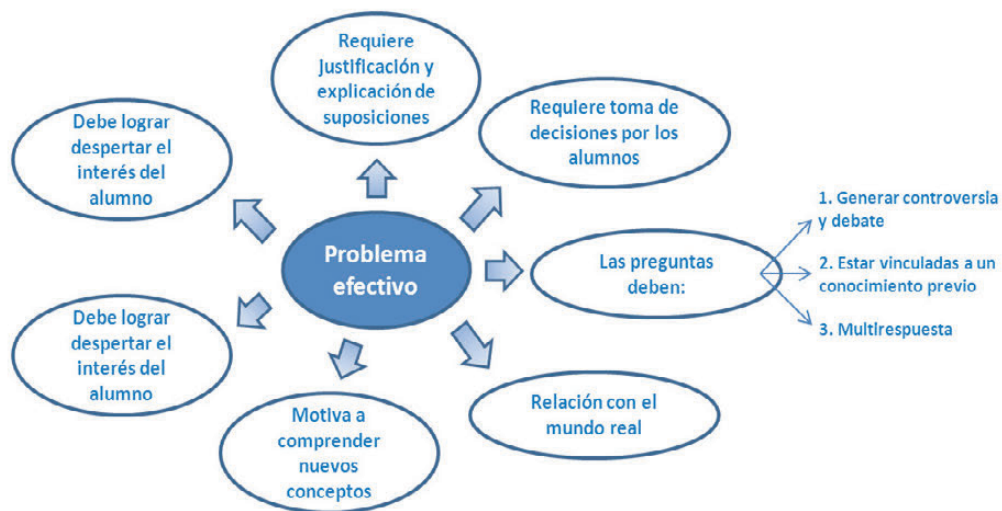 Requiere
justificación y
explicación de
suposiciones
Requiere toma de
decisiones por los
alumnos
Debe lograr
despertar el
interés del
alumno
Problema
efectivo
Las preguntas
deben:
1. Generar controversia
y debate
2. Estar vinculadas a un
conocimiento previo
3. Multirespuesta
Debe lograr
despertar el
interés del
alumno
Motiva a
comprender
nuevos
conceptos
Relación con el
mundo real